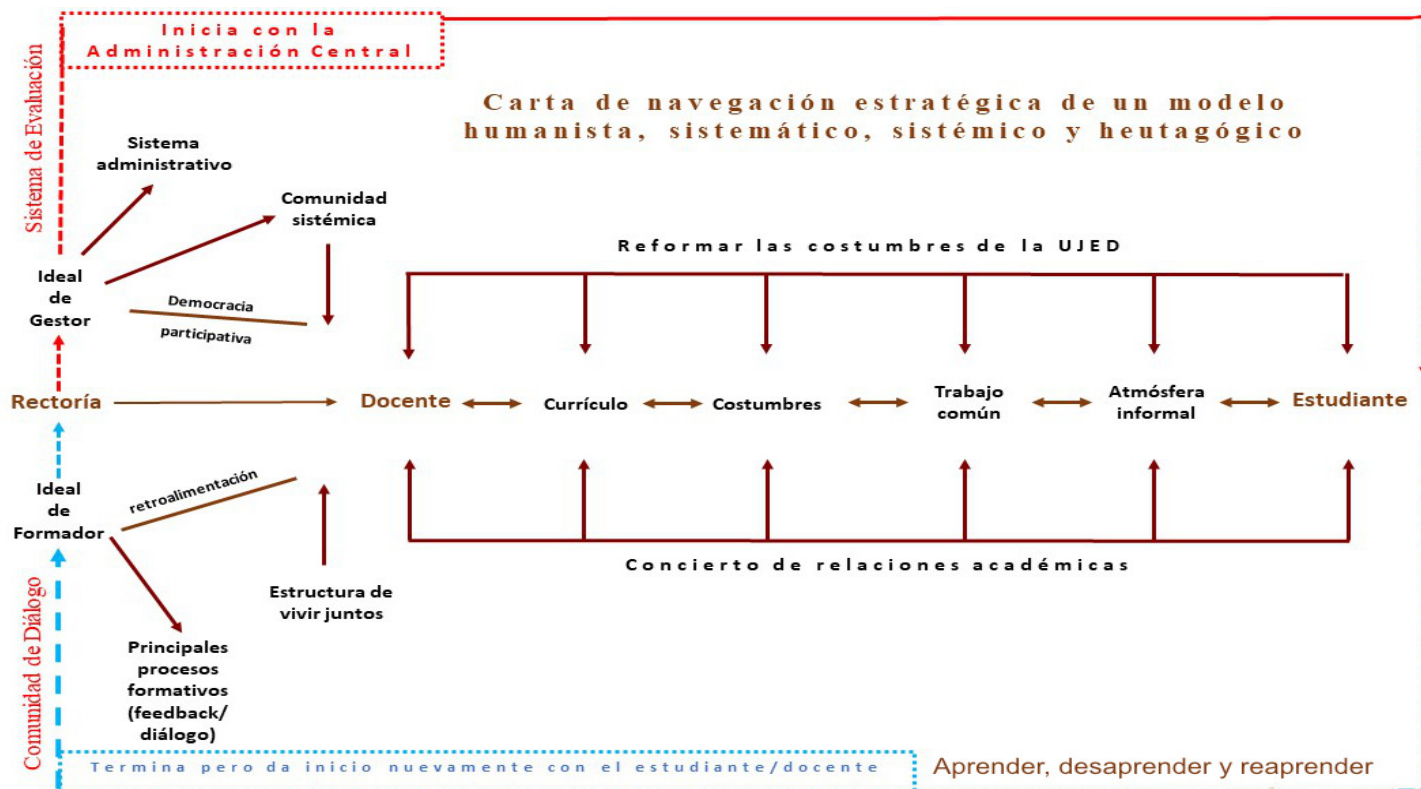 Inicia con la
Administración Central
Sistema de Evaluación
Carta de navegación estratégica de un modelo
humanista, sistemático, sistémico y heutagógico
Sistema
administrativo
Comunidad
sistémica
Reformar las costumbres de la UJED
Ideal
de
Gestor
Democracia
participativa
Rectoría
Docente
Currículo
Costumbres
Trabajo
común
Atmósfera
informal
Estudiante
retroalimentación
Ideal
de
Formador
Concierto de relaciones académicas
Estructura de
vivir juntos
Comunidad de Diálogo
Principales
procesos
formativos
(feedback/
diálogo)
Termina pero da inicio nuevamente con el estudiante/docente
Aprender, desaprender y reaprender